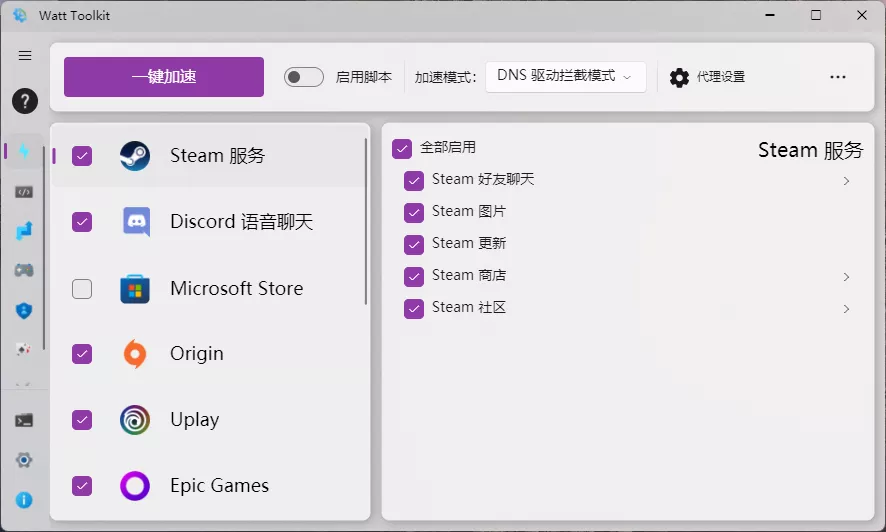 Watt Toolkit
一键加速
启用脚本
加速模式：
DNS 驱动拦截模式
代理设置
Steam 服务
Discord 语音聊天
Microsoft Store
Origin
Uplay
Epic Games
全部启用
Steam 服务
Steam 好友聊天
Steam 图片
Steam 更新
Steam 商店
Steam 社区